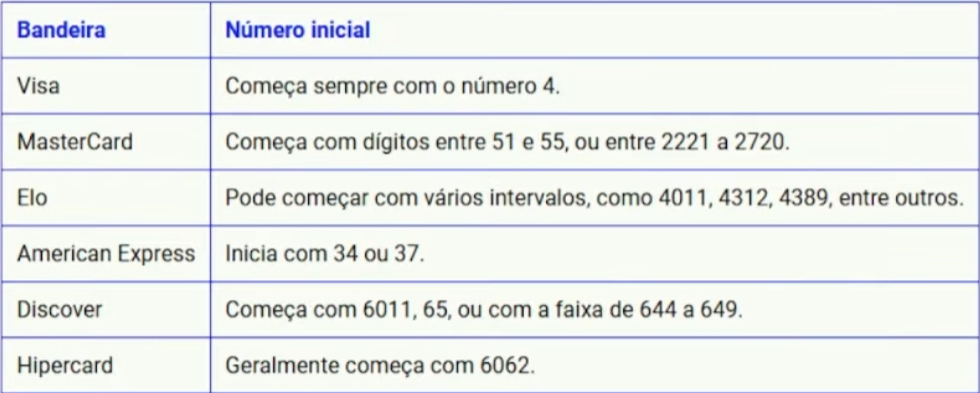 Bandeira Número inicial
Visa Começa sempre com o número 4.
MasterCard Começa com dígitos entre 51 e 55, ou entre 2221 a 2720.
Elo Pode começar com vários intervalos, como 4011, 4312, 4389, entre outros.
American Express Inicia com 34 ou 37.
Discover Começa com 6011, 65, ou com a faixa de 644 a 649.
Hipercard Geralmente começa com 6062.